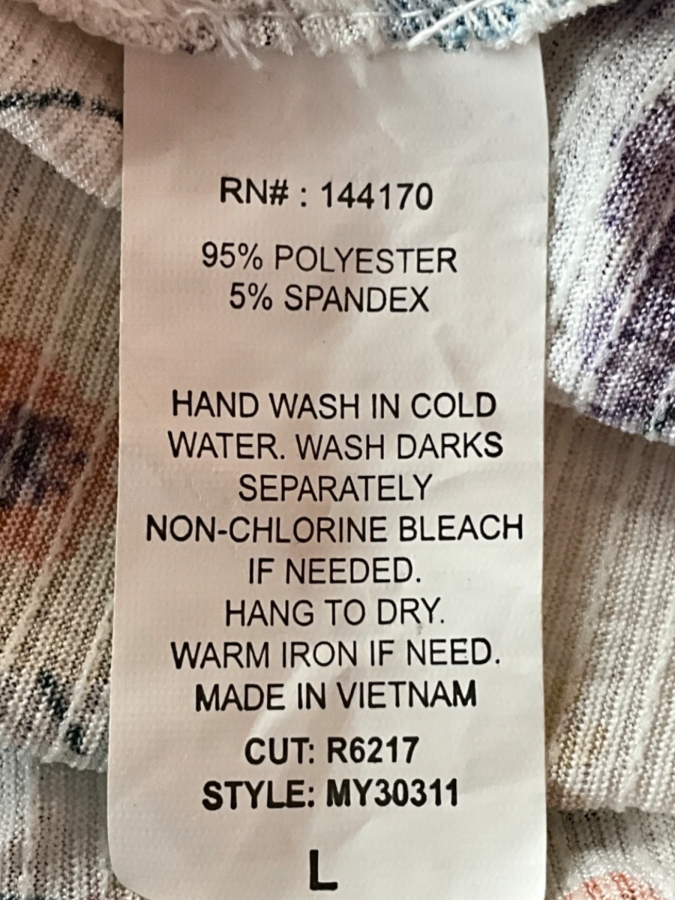 RN# : 144170
95% POLYESTER
5% SPANDEX
HAND WASH IN COLD
WATER. WASH DARKS
SEPARATELY
NON-CHLORINE BLEACH
IF NEEDED.
HANG TO DRY.
WARM IRON IF NEED.
MADE IN VIETNAM
CUT: R6217
STYLE: MY30311
L